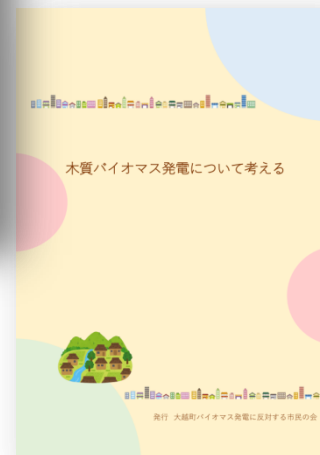 木質バイオマス発電について考える
発行 大越町バイオマス発電に反対する市民の会